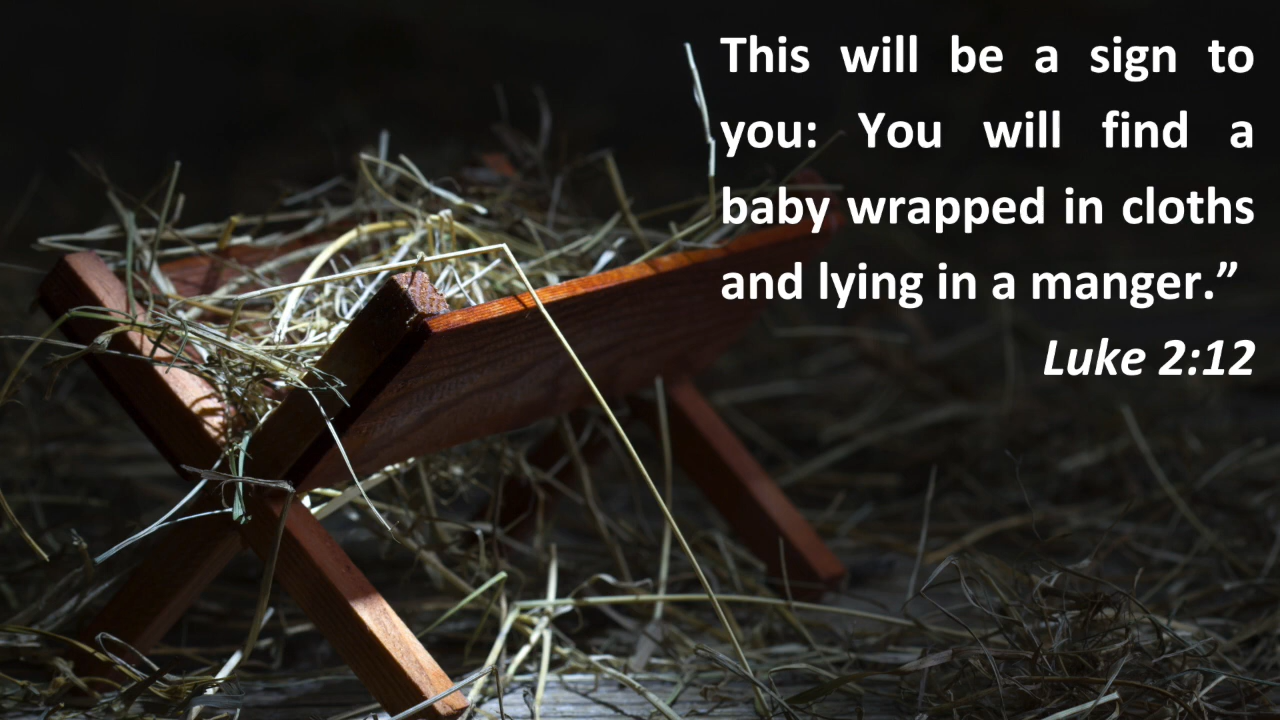 This will be a sign to
you: You will find a
baby wrapped in cloths
and lying in a manger.”
Luke 2:12